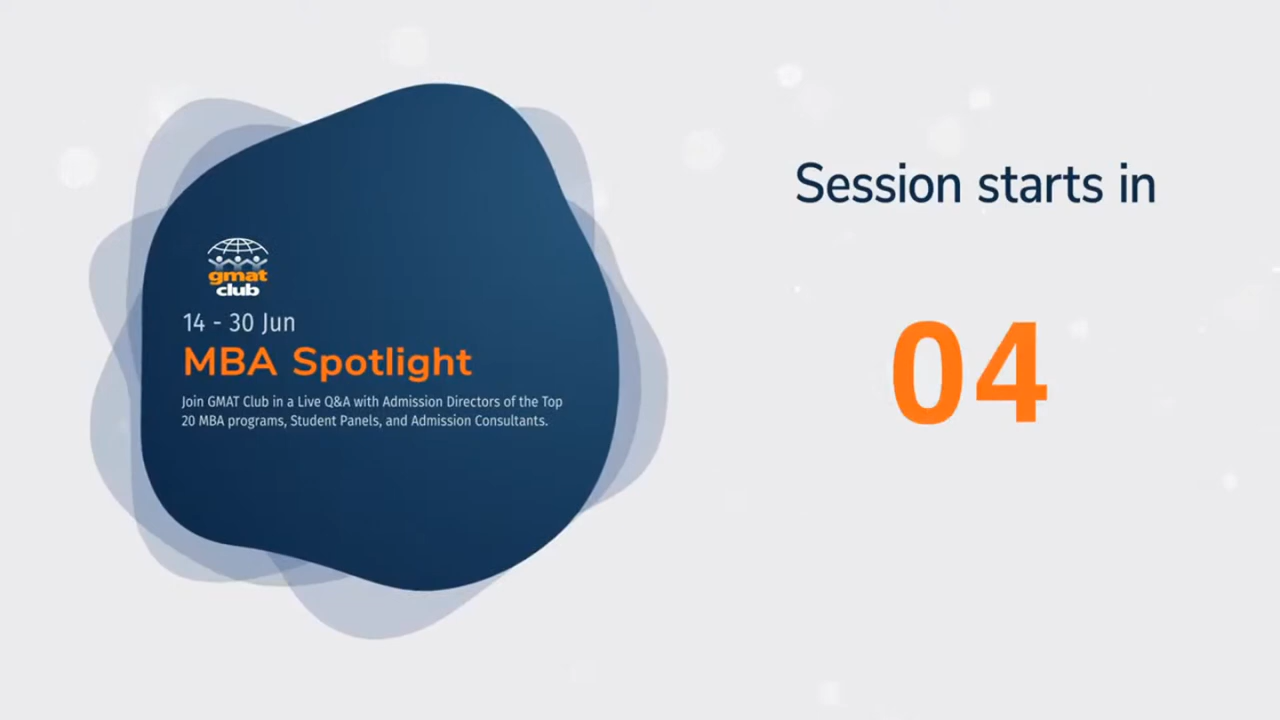 gmat
club
14 - 30 Jun
MBA Spotlight
Join GMAT Club in a Live Q&A with Admission Directors of the Top
20 MBA programs, Student Panels, and Admission Consultants.
Session starts in
04